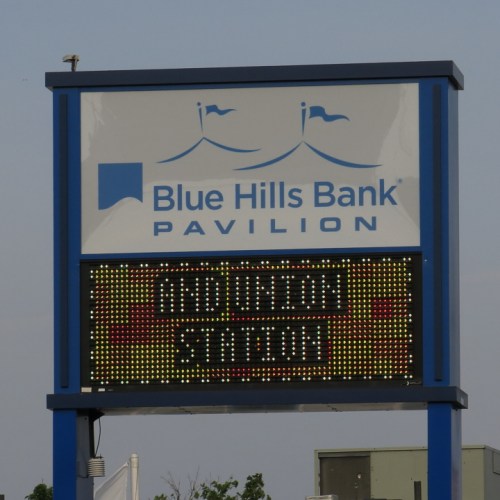 Blue Hills Bank®
PAVILION
AND UNION
STATION